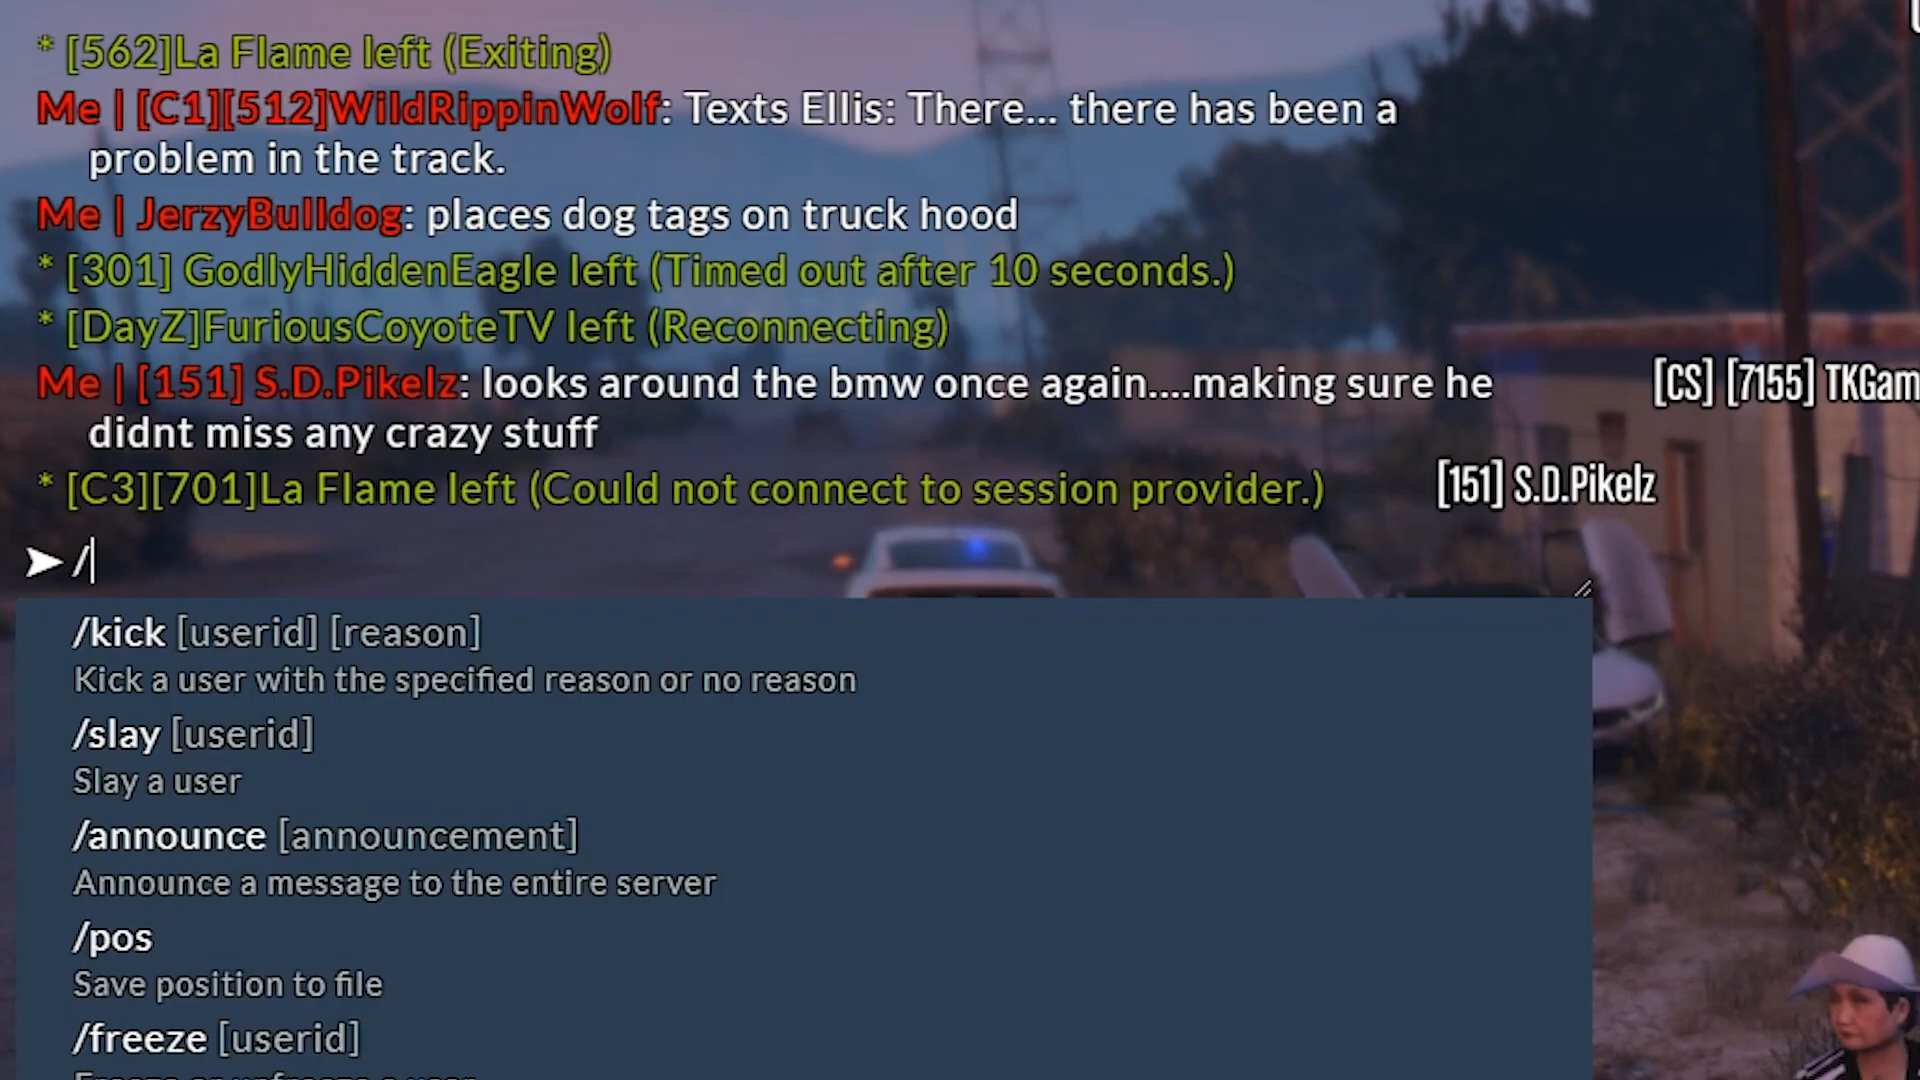 * [562]La Flame left (Exiting)
Me | [C1][512]WildRippinWolf: Texts Ellis: There... there has been a
problem in the track.
Me | JerzyBulldog: places dog tags on truck hood
* [301] GodlyHiddenEagle left (Timed out after 10 seconds.)
* [DayZ]FuriousCoyoteTV left (Reconnecting)
Me | [151] S.D.Pikelz: looks around the bmw once again....making sure he
didnt miss any crazy stuff
[CS] [7155] TKGam
* [C3][701]La Flame left (Could not connect to session provider.)
[151] S.D.Pikelz
➤ /
/kick [userid] [reason]
Kick a user with the specified reason or no reason
/slay [userid]
Slay a user
/announce [announcement]
Announce a message to the entire server
/pos
Save position to file
/freeze [userid]